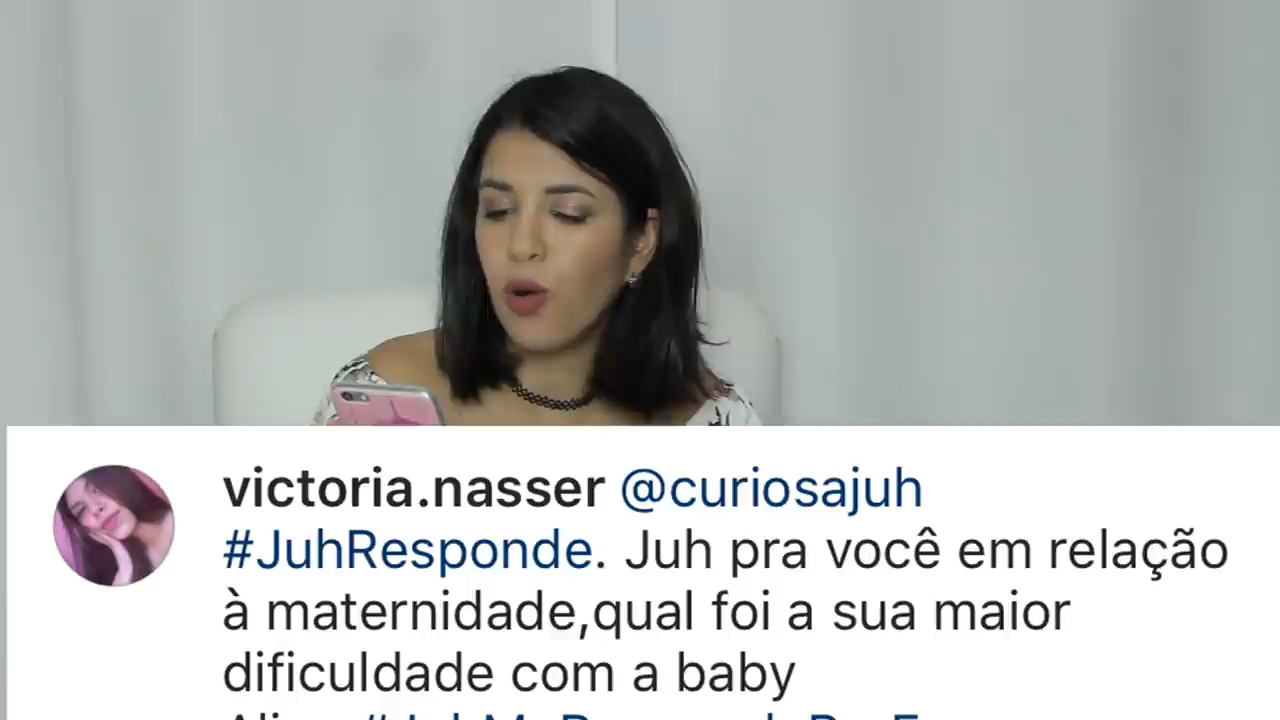 victoria.nasser @curiosajuh
#JuhResponde. Juh pra você em relação
à maternidade,qual foi a sua maior
dificuldade com a baby